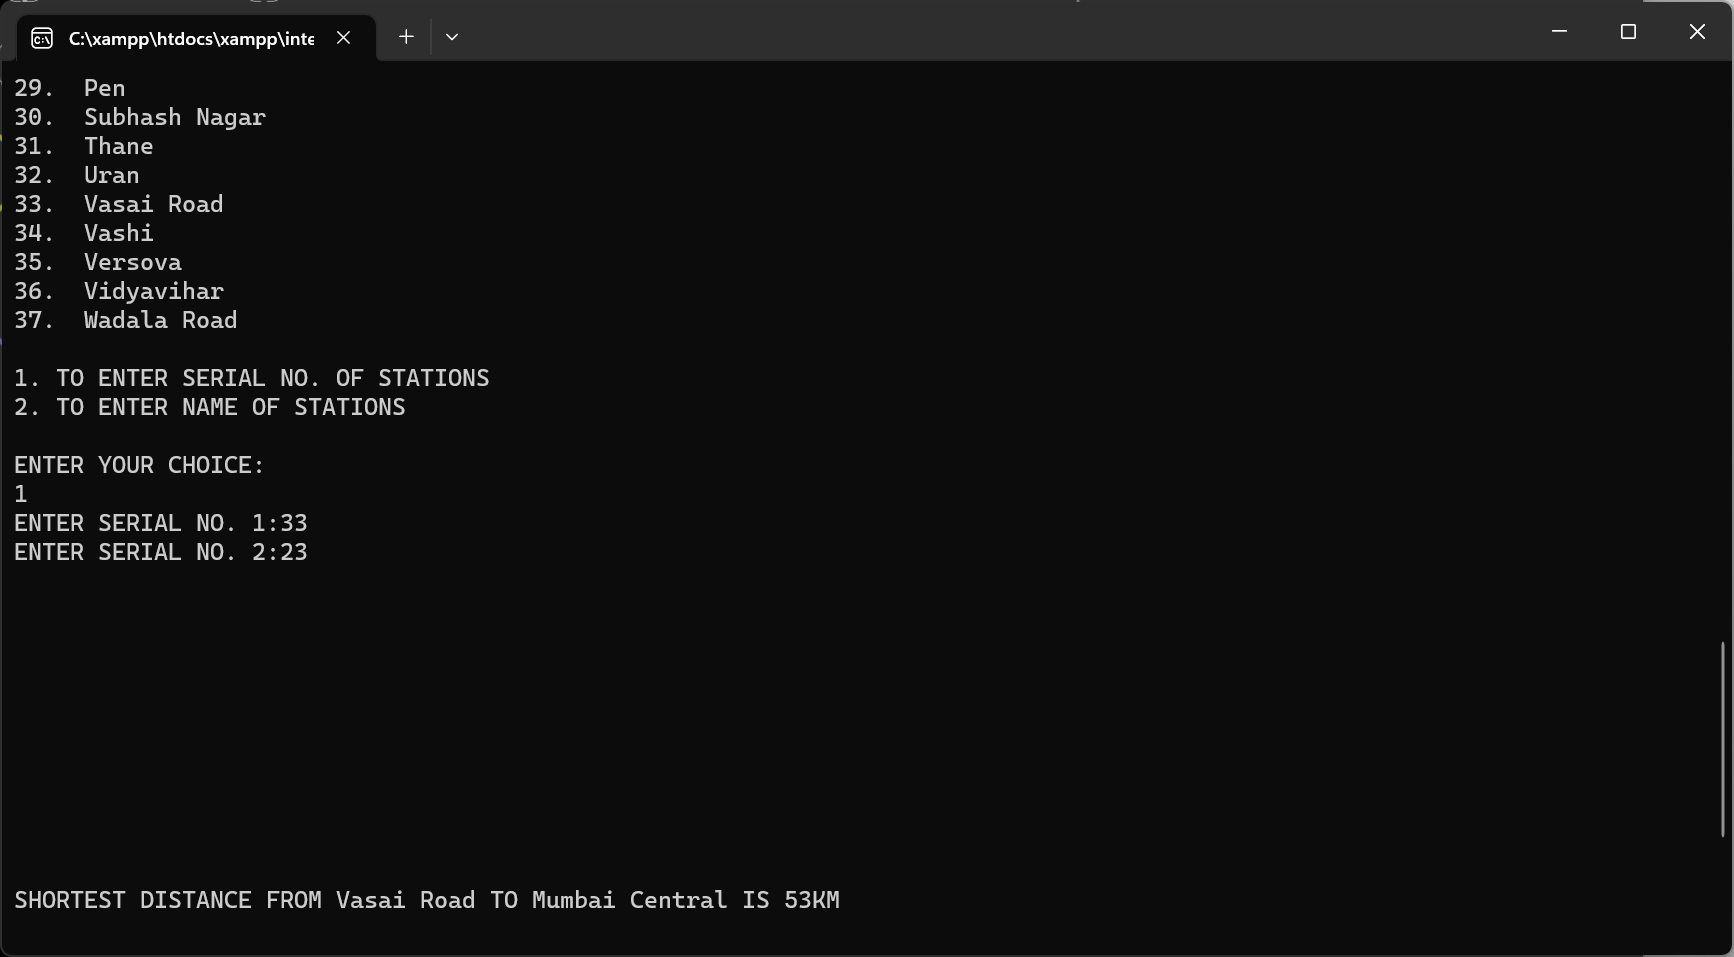 C:\xampp\htdocs\xampp\inte
29.  Pen
30.  Subhash Nagar
31.  Thane
32.  Uran
33.  Vasai Road
34.  Vashi
35.  Versova
36.  Vidyavihar
37.  Wadala Road
1. TO ENTER SERIAL NO. OF STATIONS
2. TO ENTER NAME OF STATIONS
ENTER YOUR CHOICE:
1
ENTER SERIAL NO. 1:33
ENTER SERIAL NO. 2:23
SHORTEST DISTANCE FROM Vasai Road TO Mumbai Central IS 53KM